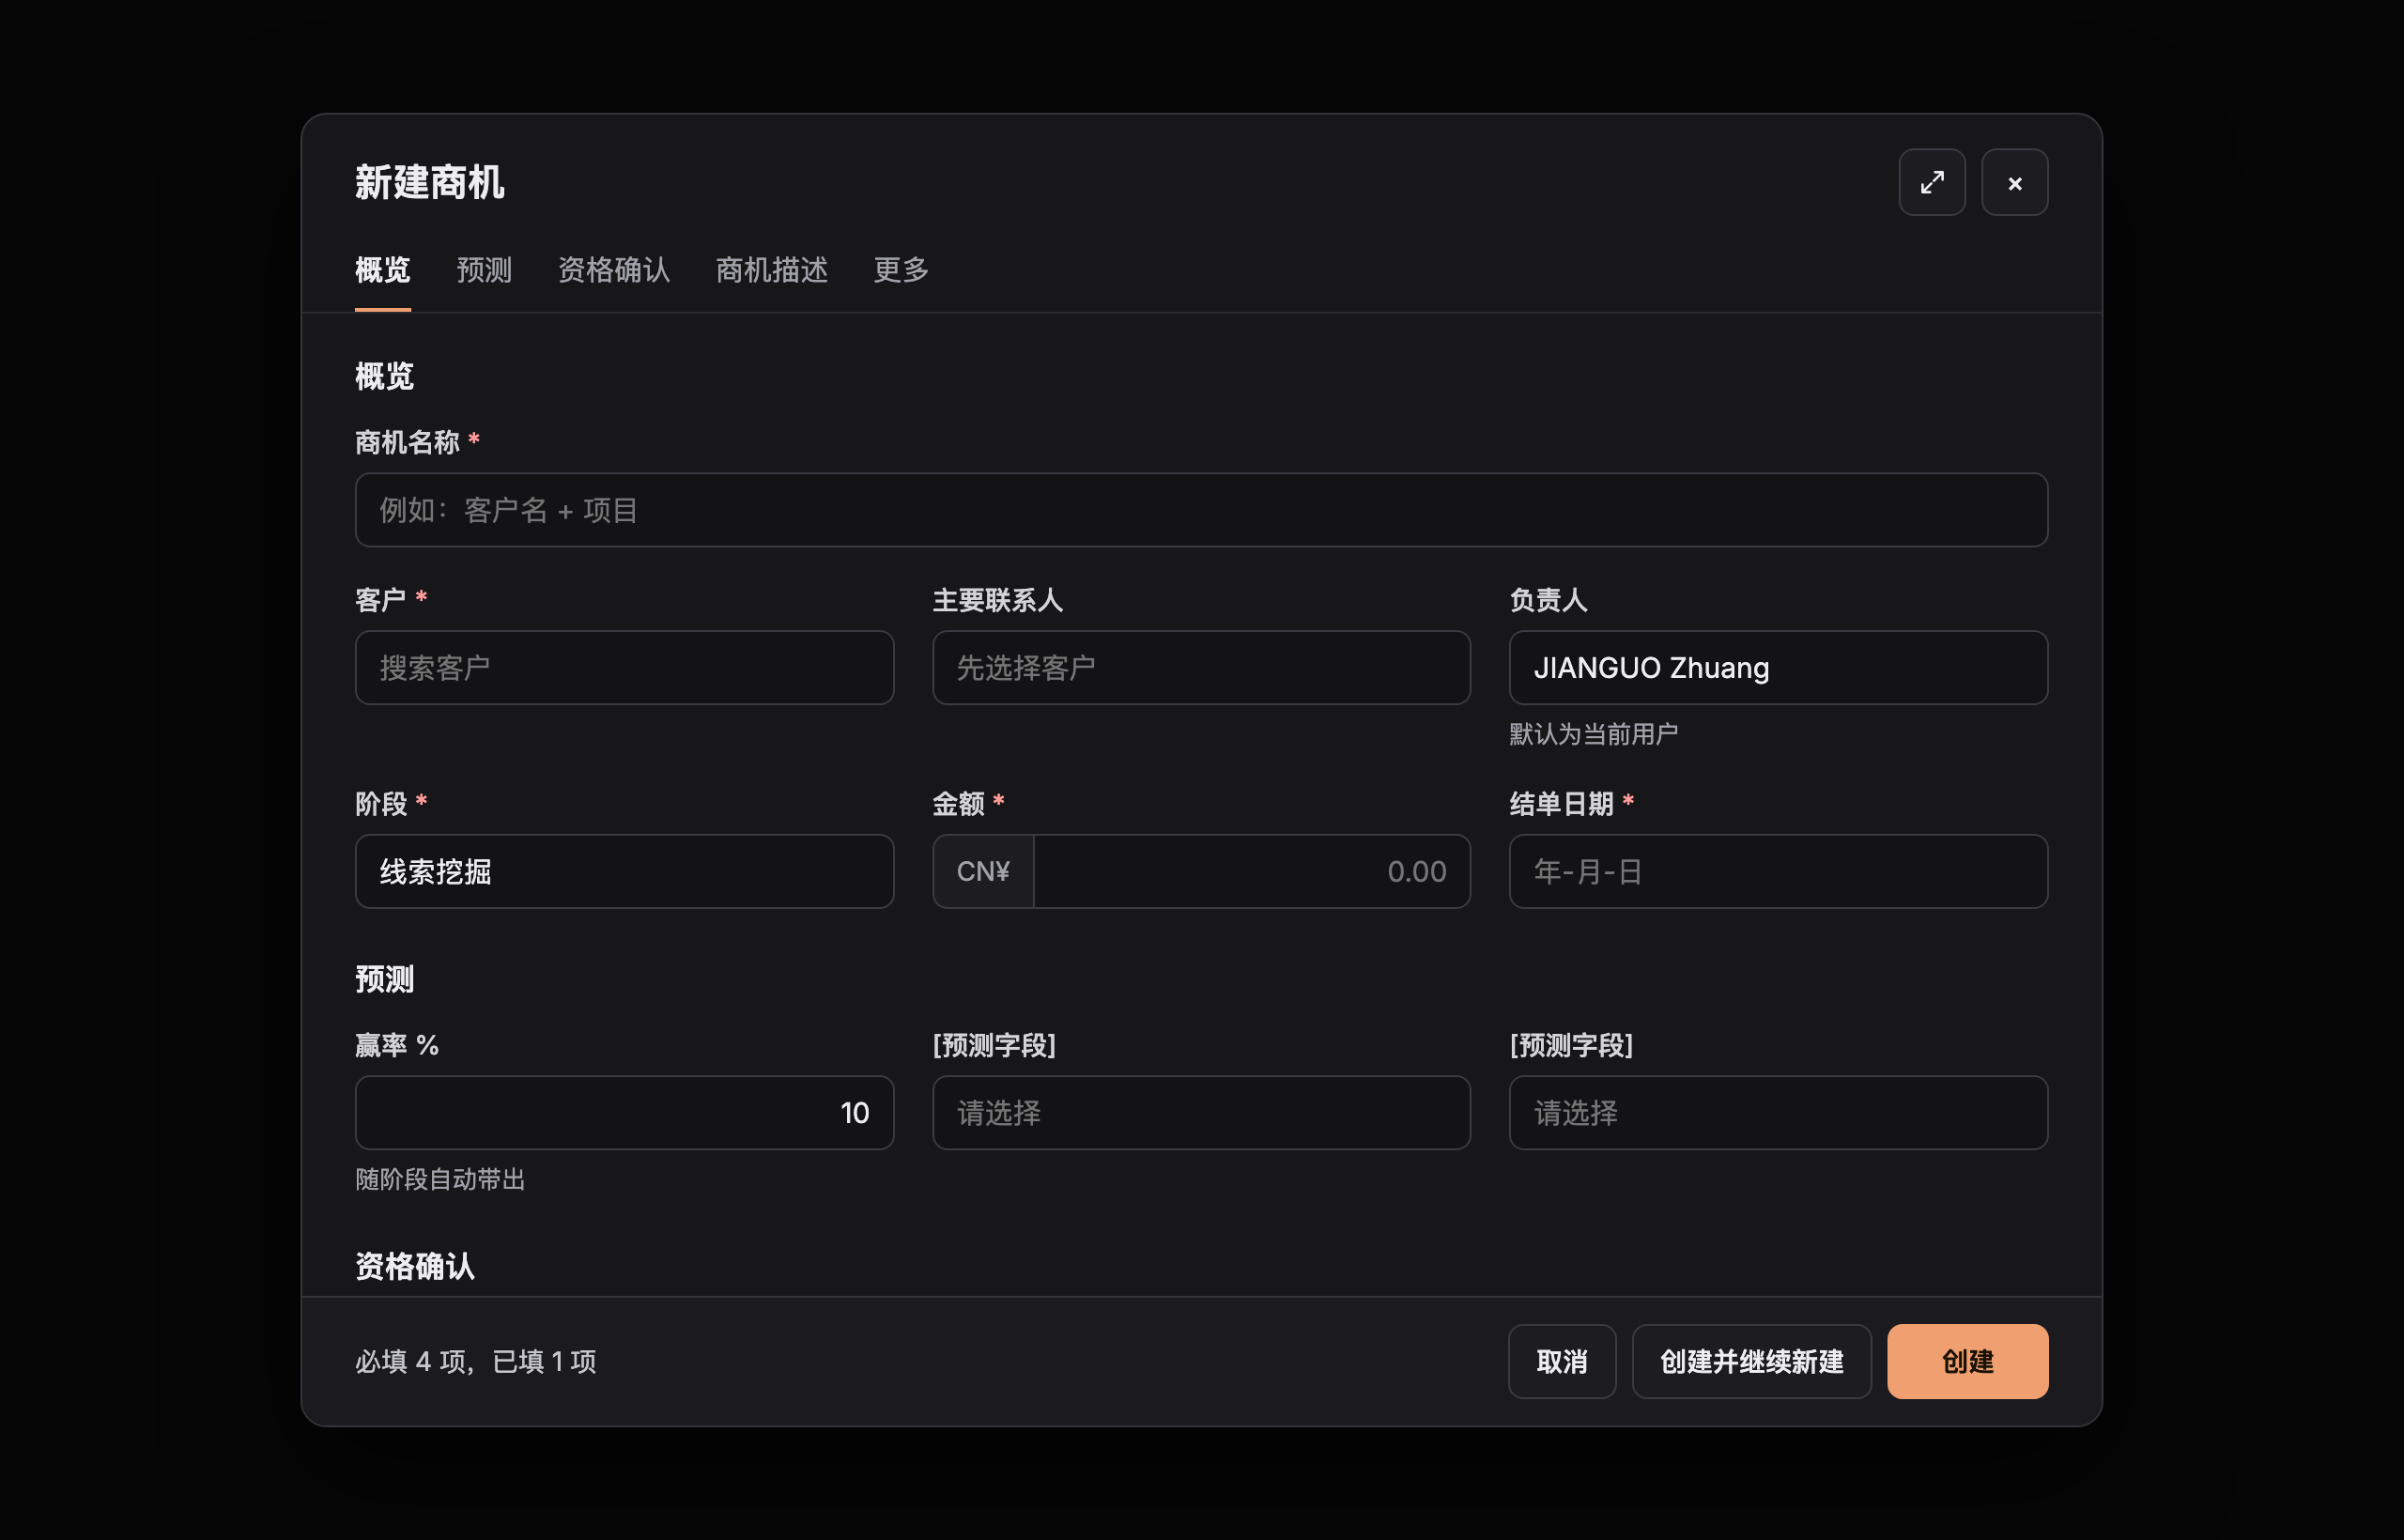 新建商机
×
概览 预测 资格确认 商机描述 更多
概览
商机名称 *
例如：客户名 + 项目
客户 * 主要联系人 负责人
搜索客户 先选择客户 JIANGUO Zhuang
默认为当前用户
阶段 * 金额 * 结单日期 *
线索挖掘 CN¥ 0.00 年-月-日
预测
赢率 % [预测字段] [预测字段]
10 请选择 请选择
随阶段自动带出
资格确认
必填 4 项，已填 1 项 取消 创建并继续新建 创建